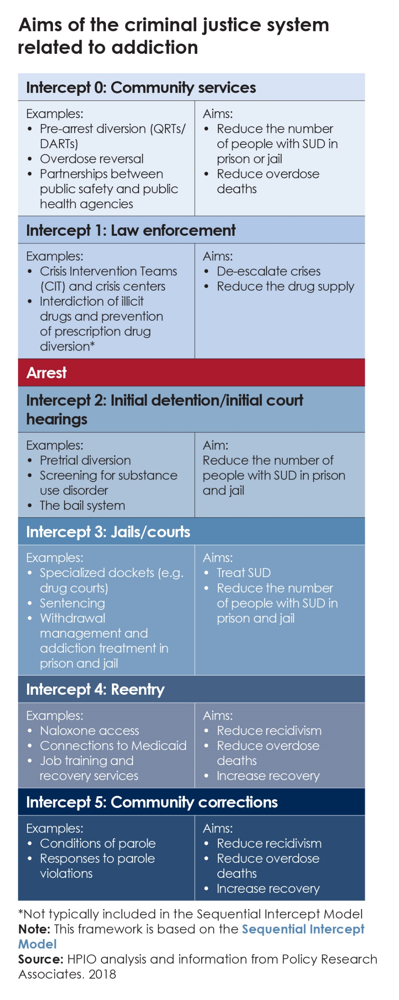 Aims of the criminal justice system
related to addiction
Intercept 0: Community services
Examples:
• Pre-arrest diversion (QRTs/
DARTs)
• Overdose reversal
• Partnerships between
public safety and public
health agencies
Aims:
• Reduce the number
of people with SUD in
prison or jail
• Reduce overdose
deaths
Intercept 1: Law enforcement
Examples:
• Crisis Intervention Teams
(CIT) and crisis centers
• Interdiction of illicit
drugs and prevention
of prescription drug
diversion*
Aims:
• De-escalate crises
• Reduce the drug supply
Arrest
Intercept 2: Initial detention/initial court
hearings
Examples:
• Pretrial diversion
• Screening for substance
use disorder
• The bail system
Aim:
Reduce the number of
people with SUD in prison
and jail
Intercept 3: Jails/courts
Examples:
• Specialized dockets (e.g.
drug courts)
• Sentencing
• Withdrawal
management and
addiction treatment in
prison and jail
Aims:
• Treat SUD
• Reduce the number
of people with SUD in
prison and jail
Intercept 4: Reentry
Examples:
• Naloxone access
• Connections to Medicaid
• Job training and
recovery services
Aims:
• Reduce recidivism
• Reduce overdose
deaths
• Increase recovery
Intercept 5: Community corrections
Examples:
• Conditions of parole
• Responses to parole
violations
Aims:
• Reduce recidivism
• Reduce overdose
deaths
• Increase recovery
*Not typically included in the Sequential Intercept Model
Note: This framework is based on the Sequential Intercept
Model
Source: HPIO analysis and information from Policy Research
Associates, 2018